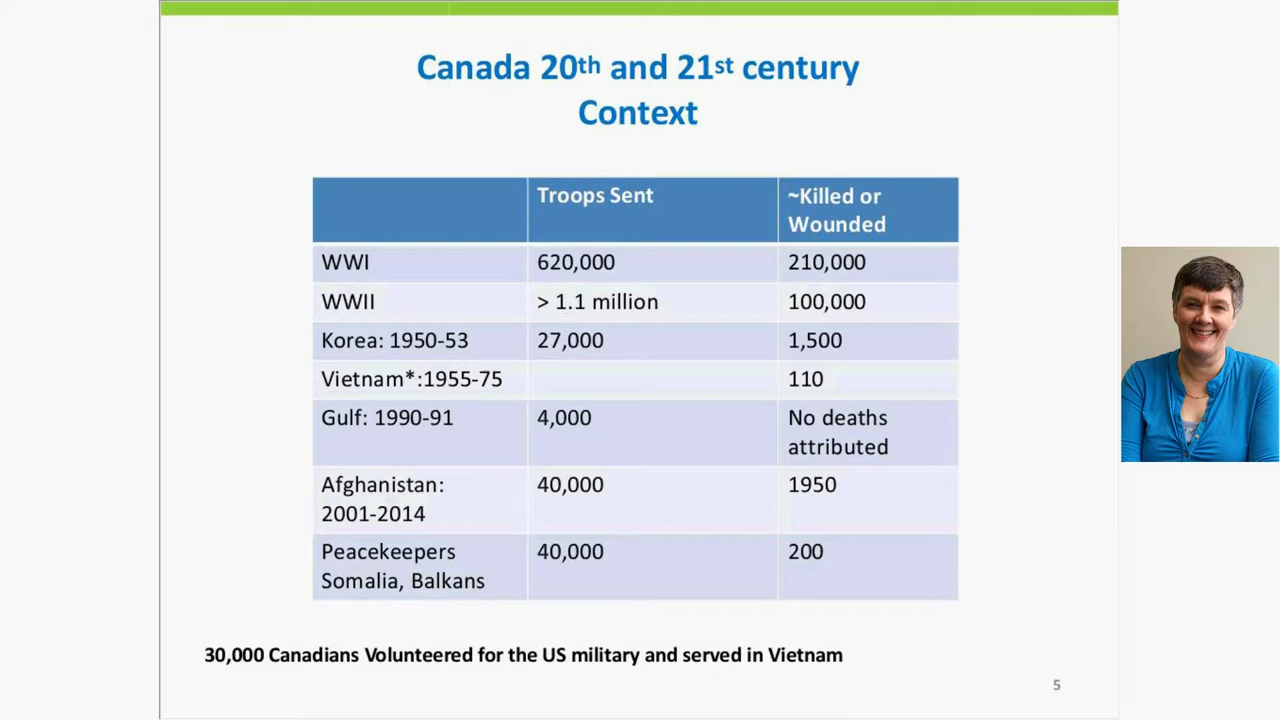 Canada 20th and 21st century
Context
Troops Sent
~Killed or
Wounded
WWI
620,000
210,000
WWII
> 1.1 million
100,000
Korea: 1950-53
27,000
1,500
Vietnam*:1955-75
110
Gulf: 1990-91
4,000
No deaths
attributed
Afghanistan:
2001-2014
40,000
1950
Peacekeepers
Somalia, Balkans
40,000
200
30,000 Canadians Volunteered for the US military and served in Vietnam
5